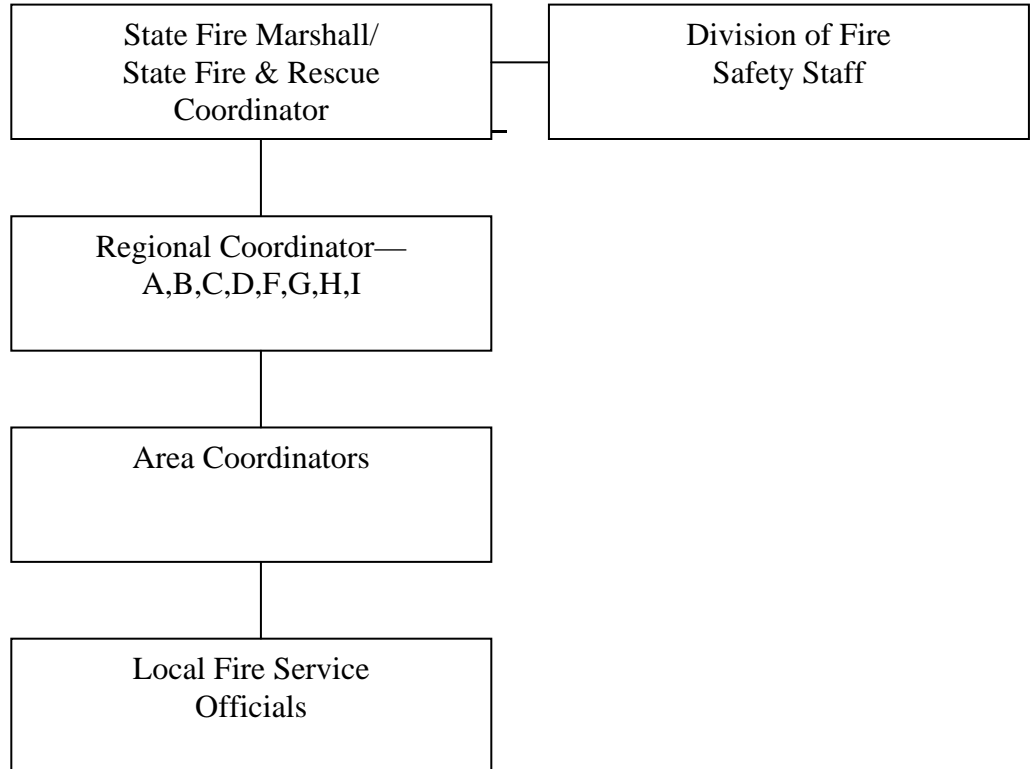 State Fire Marshall/
State Fire & Rescue
Coordinator
Division of Fire
Safety Staff
Regional Coordinator—
A,B,C,D,F,G,H,I
Area Coordinators
Local Fire Service
Officials